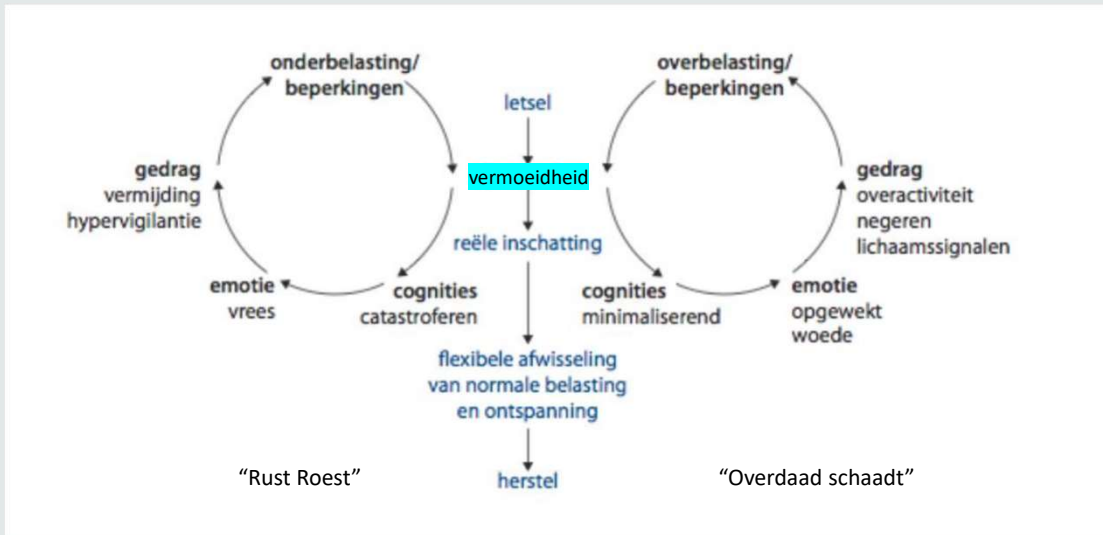 onderbelasting/
beperkingen
gedrag
vermijding
hypervigilantie
emotie
vrees
cognities
catastroferen
letsel
vermoeidheid
reële inschatting
flexibele afwisseling
van normale belasting
en ontspanning
herstel
overbelasting/
beperkingen
gedrag
overactiviteit
negeren
lichaamssignalen
cognities
minimaliserend
emotie
opgewekt
woede
“Rust Roest”
“Overdaad schaadt”